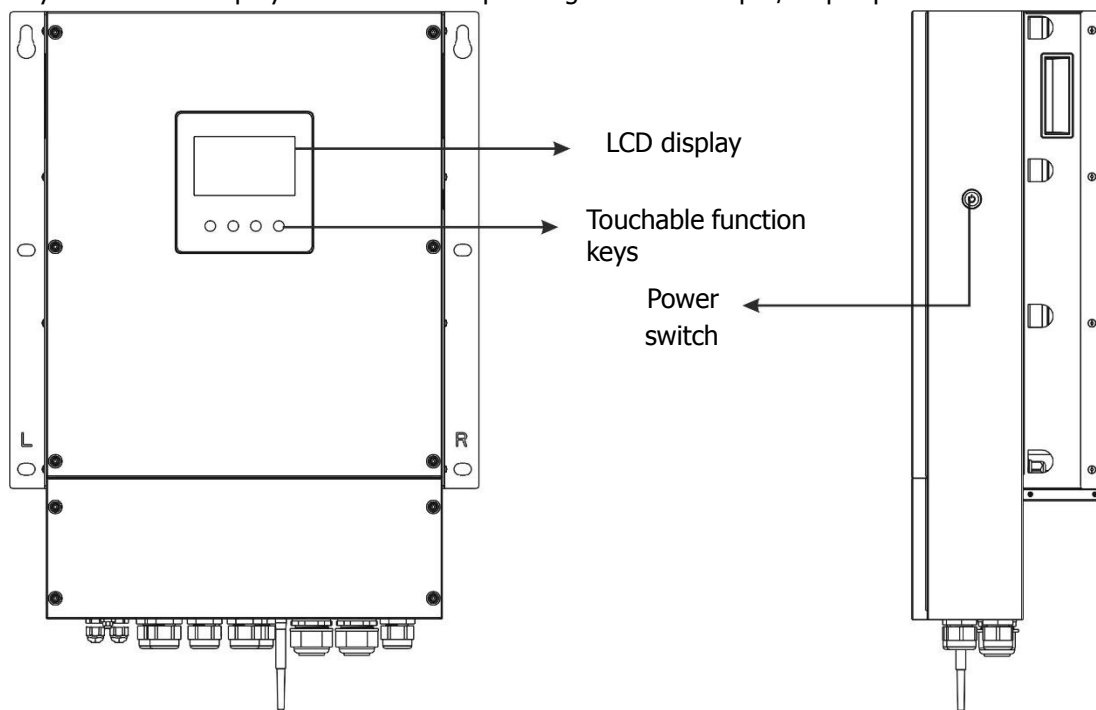 LCD display
Touchable function
keys
Power
switch
L
R